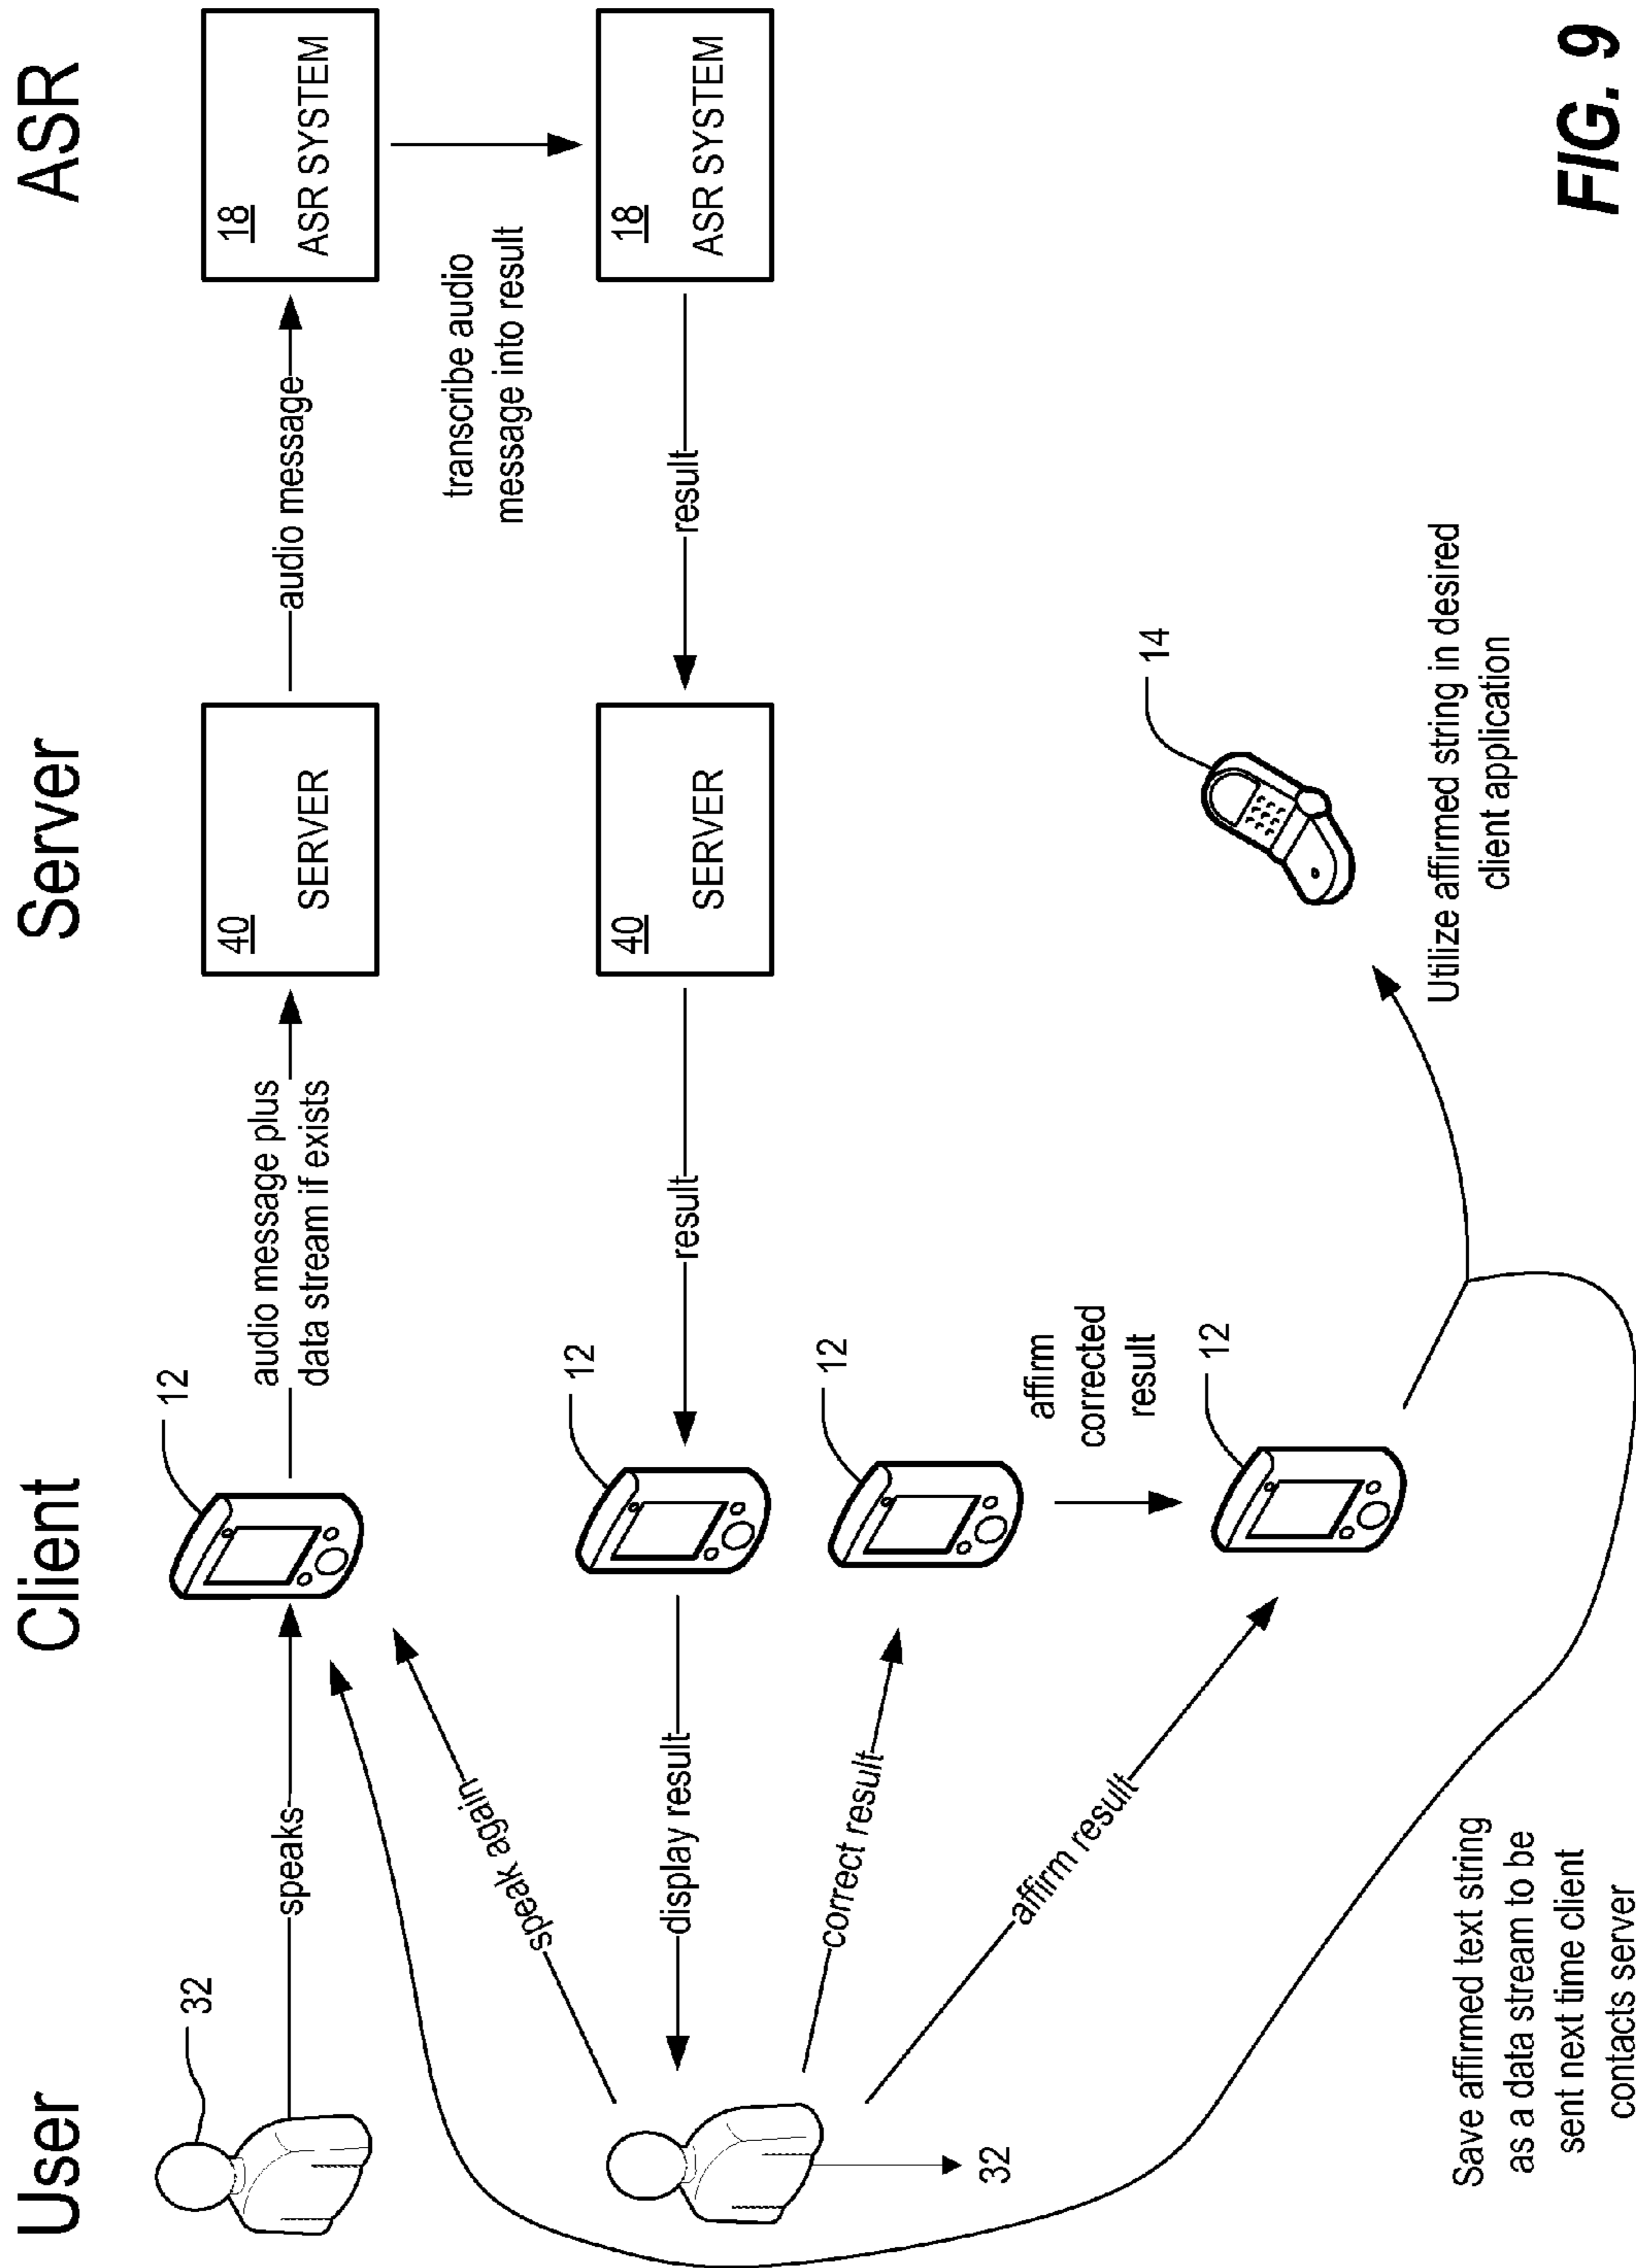 User
Client
Server
ASR
32
speaks
12
audio message plus
data stream if exists
40
SERVER
audio message
18
ASR SYSTEM
transcribe audio
message into result
18
ASR SYSTEM
result
40
SERVER
result
12
display result
speak again
correct result
affirm result
32
12
affirm
corrected
result
12
14
Utilize affirmed string in desired
client application
Save affirmed text string
as a data stream to be
sent next time client
contacts server
FIG. 9